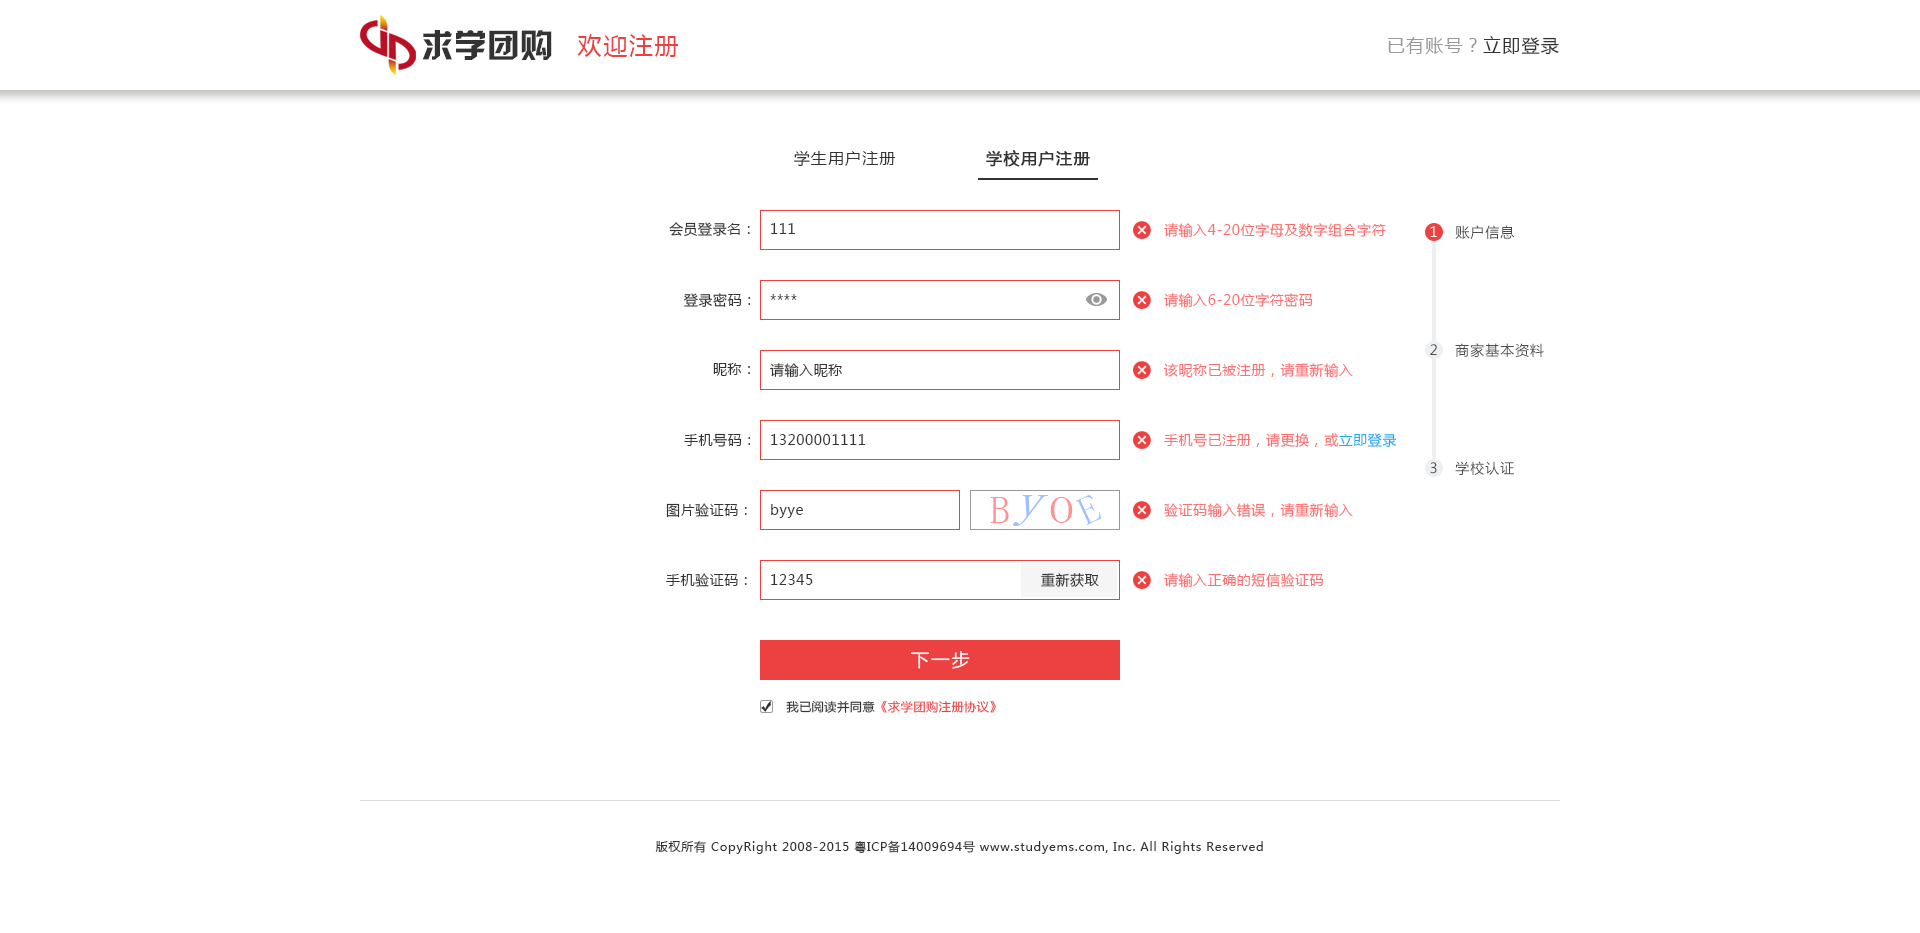 求学团购 欢迎注册 已有账号？立即登录
学生用户注册 学校用户注册
会员登录名： 111 请输入4-20位字母及数字组合字符 1 账户信息
登录密码： **** 请输入6-20位字符密码
2 商家基本资料
昵称： 请输入昵称 该昵称已被注册，请重新输入
手机号码： 13200001111 手机号已注册，请更换，或立即登录
3 学校认证
图片验证码： byye ByOE 验证码输入错误，请重新输入
手机验证码： 12345 重新获取 请输入正确的短信验证码
下一步
我已阅读并同意《求学团购注册协议》
版权所有 CopyRight 2008-2015 粤ICP备14009694号 www.studyems.com, Inc. All Rights Reserved